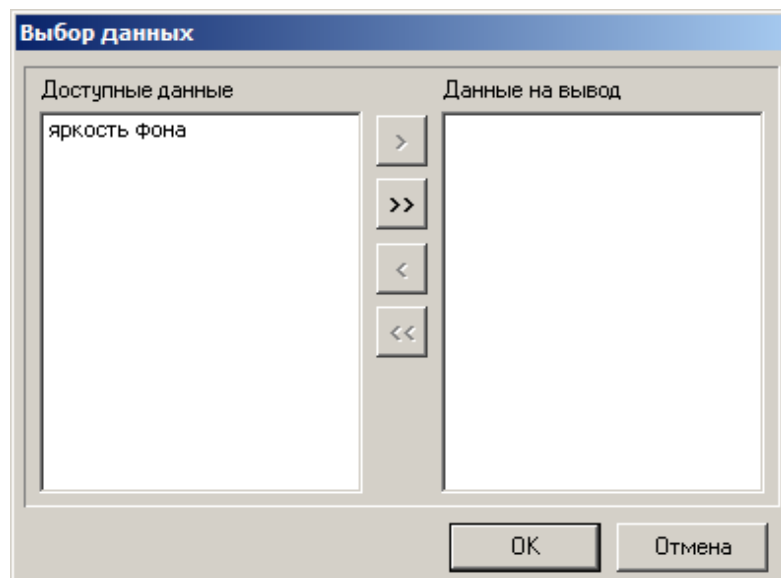 Выбор данных
Доступные данные
Данные на вывод
яркость фона
>
>>
<
<<
OK
Отмена